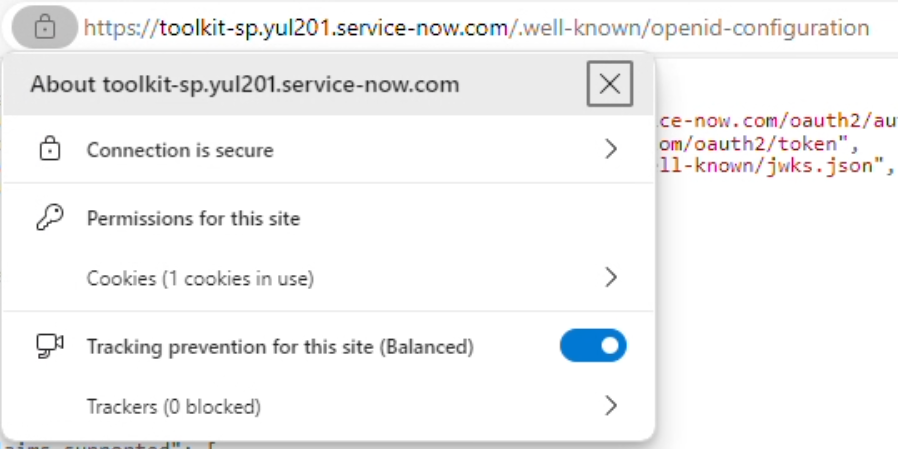 https://toolkit-sp.yul201.service-now.com/.well-known/openid-configuration
About toolkit-sp.yul201.service-now.com
ce-now.com/oauth2/au
Connection is secure
om/oauth2/token",
ll-known/jwks.json",
Permissions for this site
Cookies (1 cookies in use)
Tracking prevention for this site (Balanced)
Trackers (0 blocked)
aims_supported": [